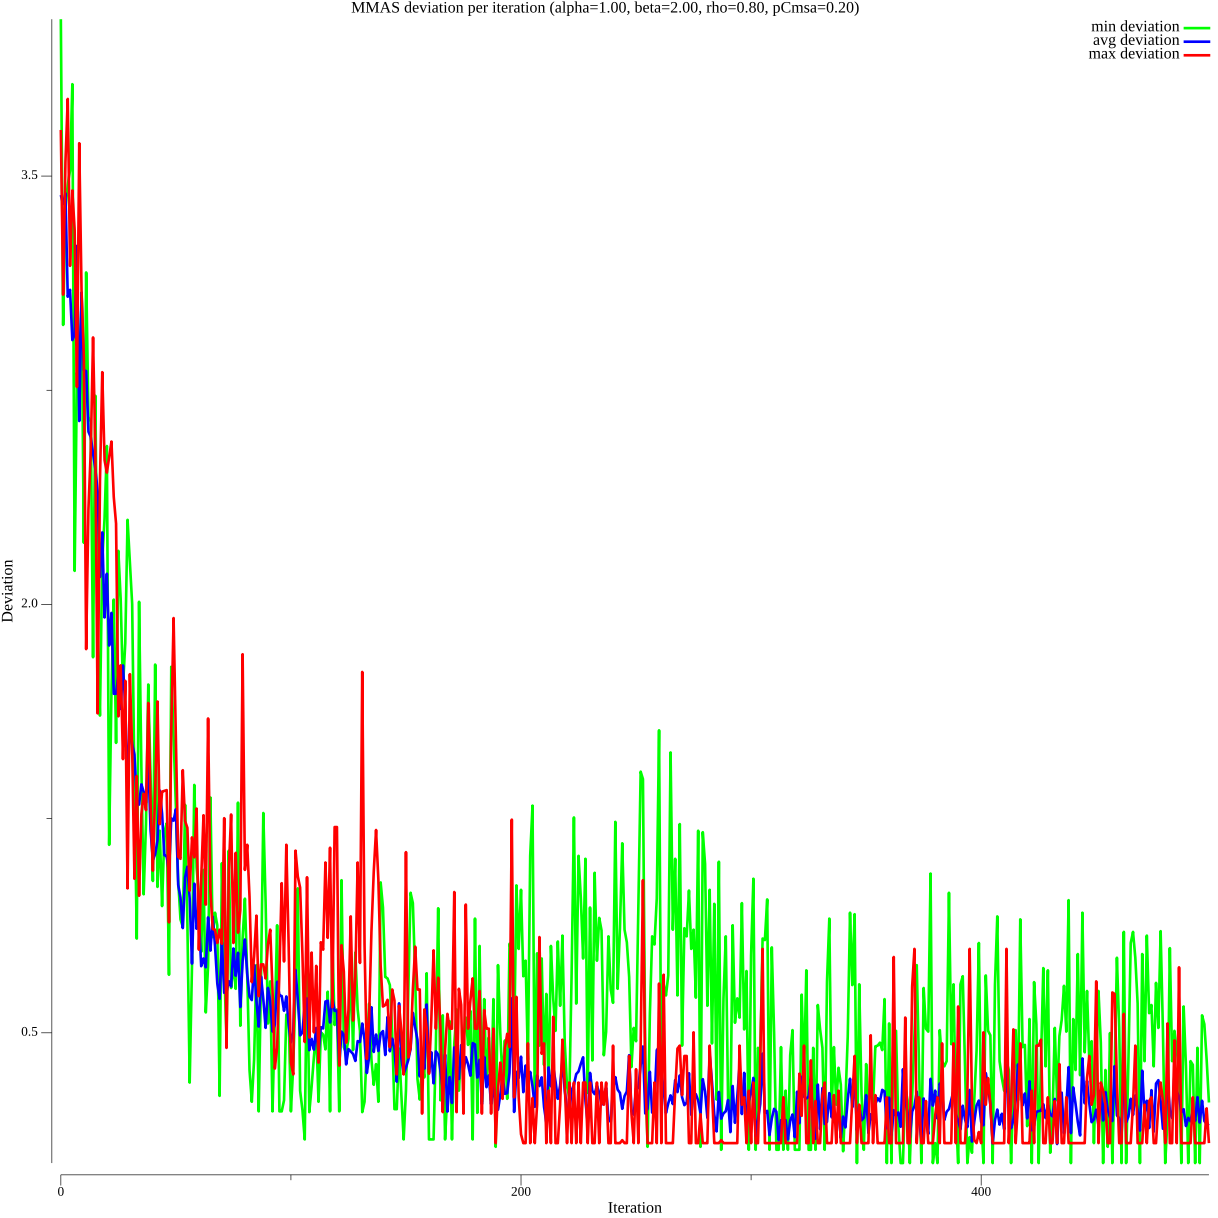 MMAS deviation per iteration (alpha=1.00, beta=2.00, rho=0.80, pCmsa=0.20)
min deviation
avg deviation
max deviation
3.5
2.0
0.5
Deviation
0
200
400
Iteration